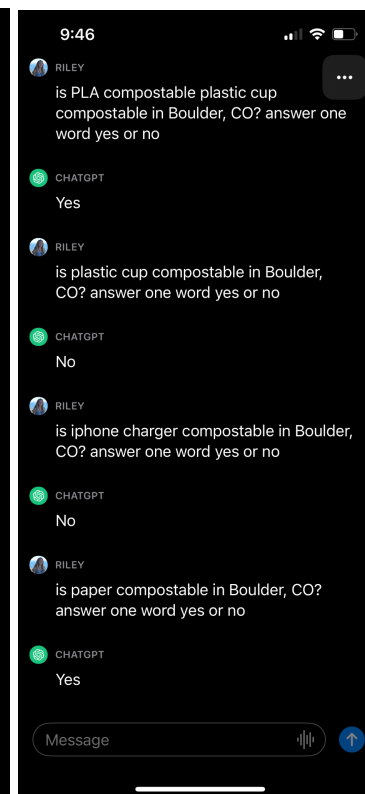 9:46
RILEY
is PLA compostable plastic cup
compostable in Boulder, CO? answer one
word yes or no
CHATGPT
Yes
RILEY
is plastic cup compostable in Boulder,
CO? answer one word yes or no
CHATGPT
No
RILEY
is iphone charger compostable in Boulder,
CO? answer one word yes or no
CHATGPT
No
RILEY
is paper compostable in Boulder, CO?
answer one word yes or no
CHATGPT
Yes
Message